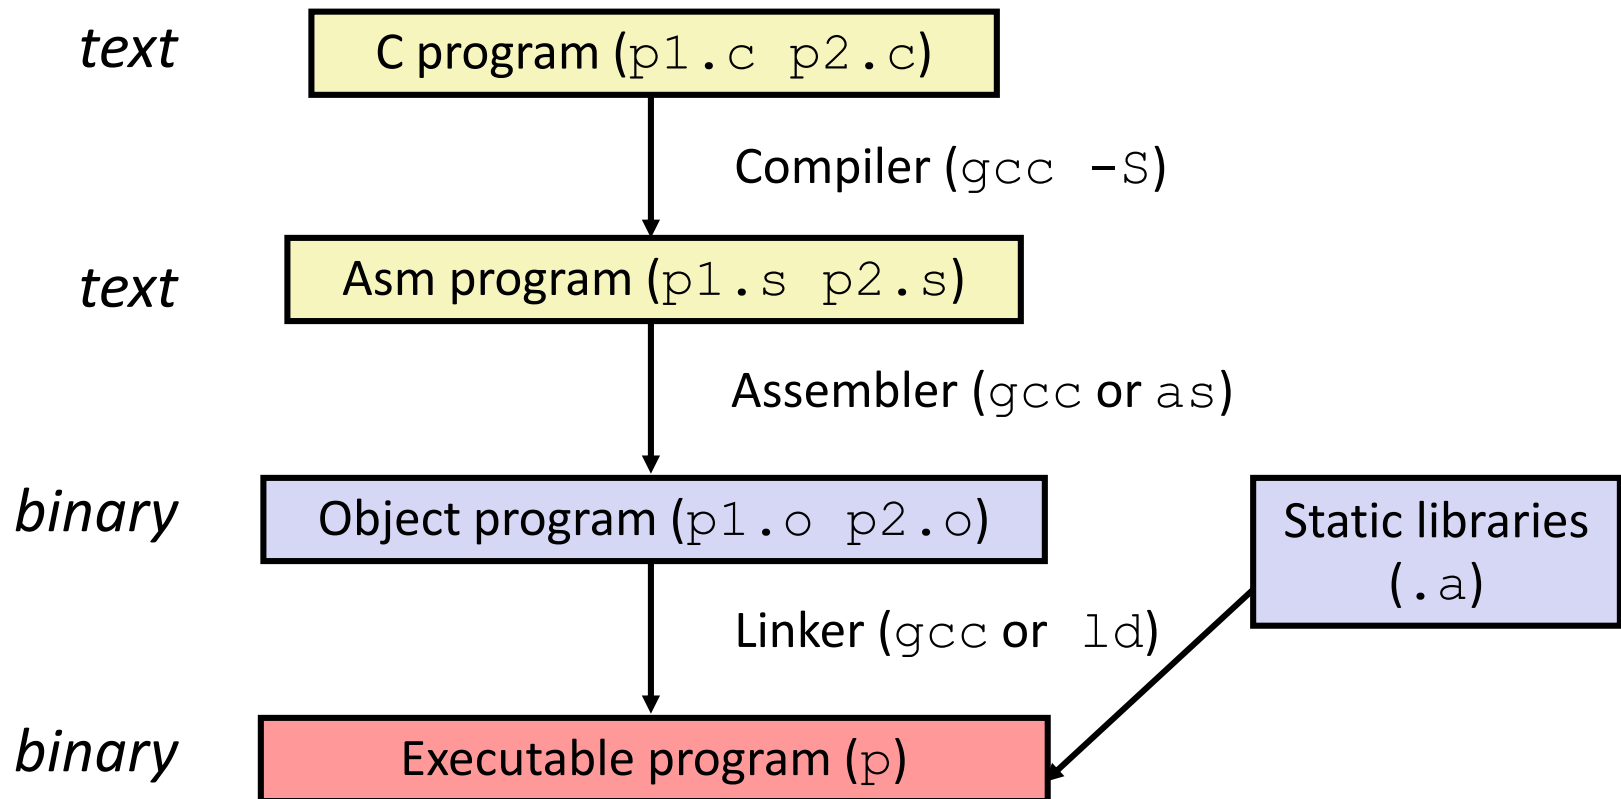 text
C program (p1.c p2.c)
Compiler (gcc -S)
text
Asm program (p1.s p2.s)
Assembler (gcc or as)
binary
Object program (p1.o p2.o)
Static libraries
(.a)
Linker (gcc or ld)
binary
Executable program (p)